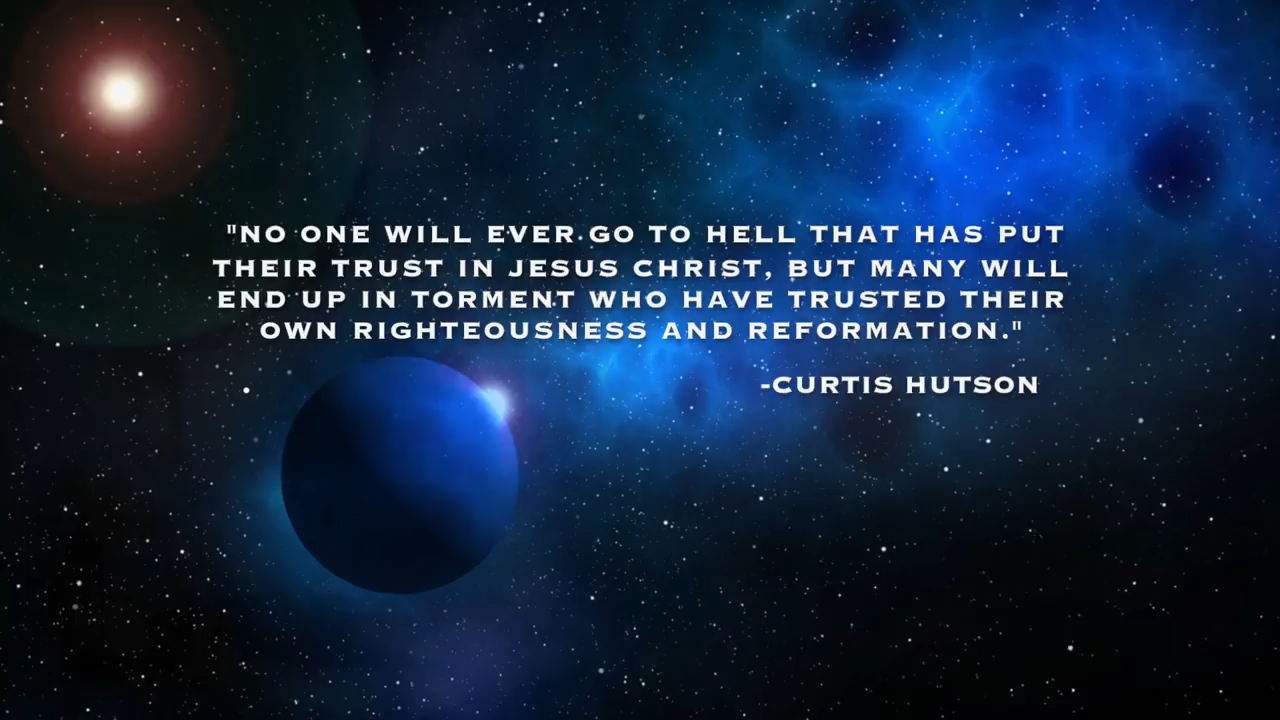 "NO ONE WILL EVER GO TO HELL THAT HAS PUT
THEIR TRUST IN JESUS CHRIST, BUT MANY WILL
END UP IN TORMENT WHO HAVE TRUSTED THEIR
OWN RIGHTEOUSNESS AND REFORMATION."
-CURTIS HUTSON